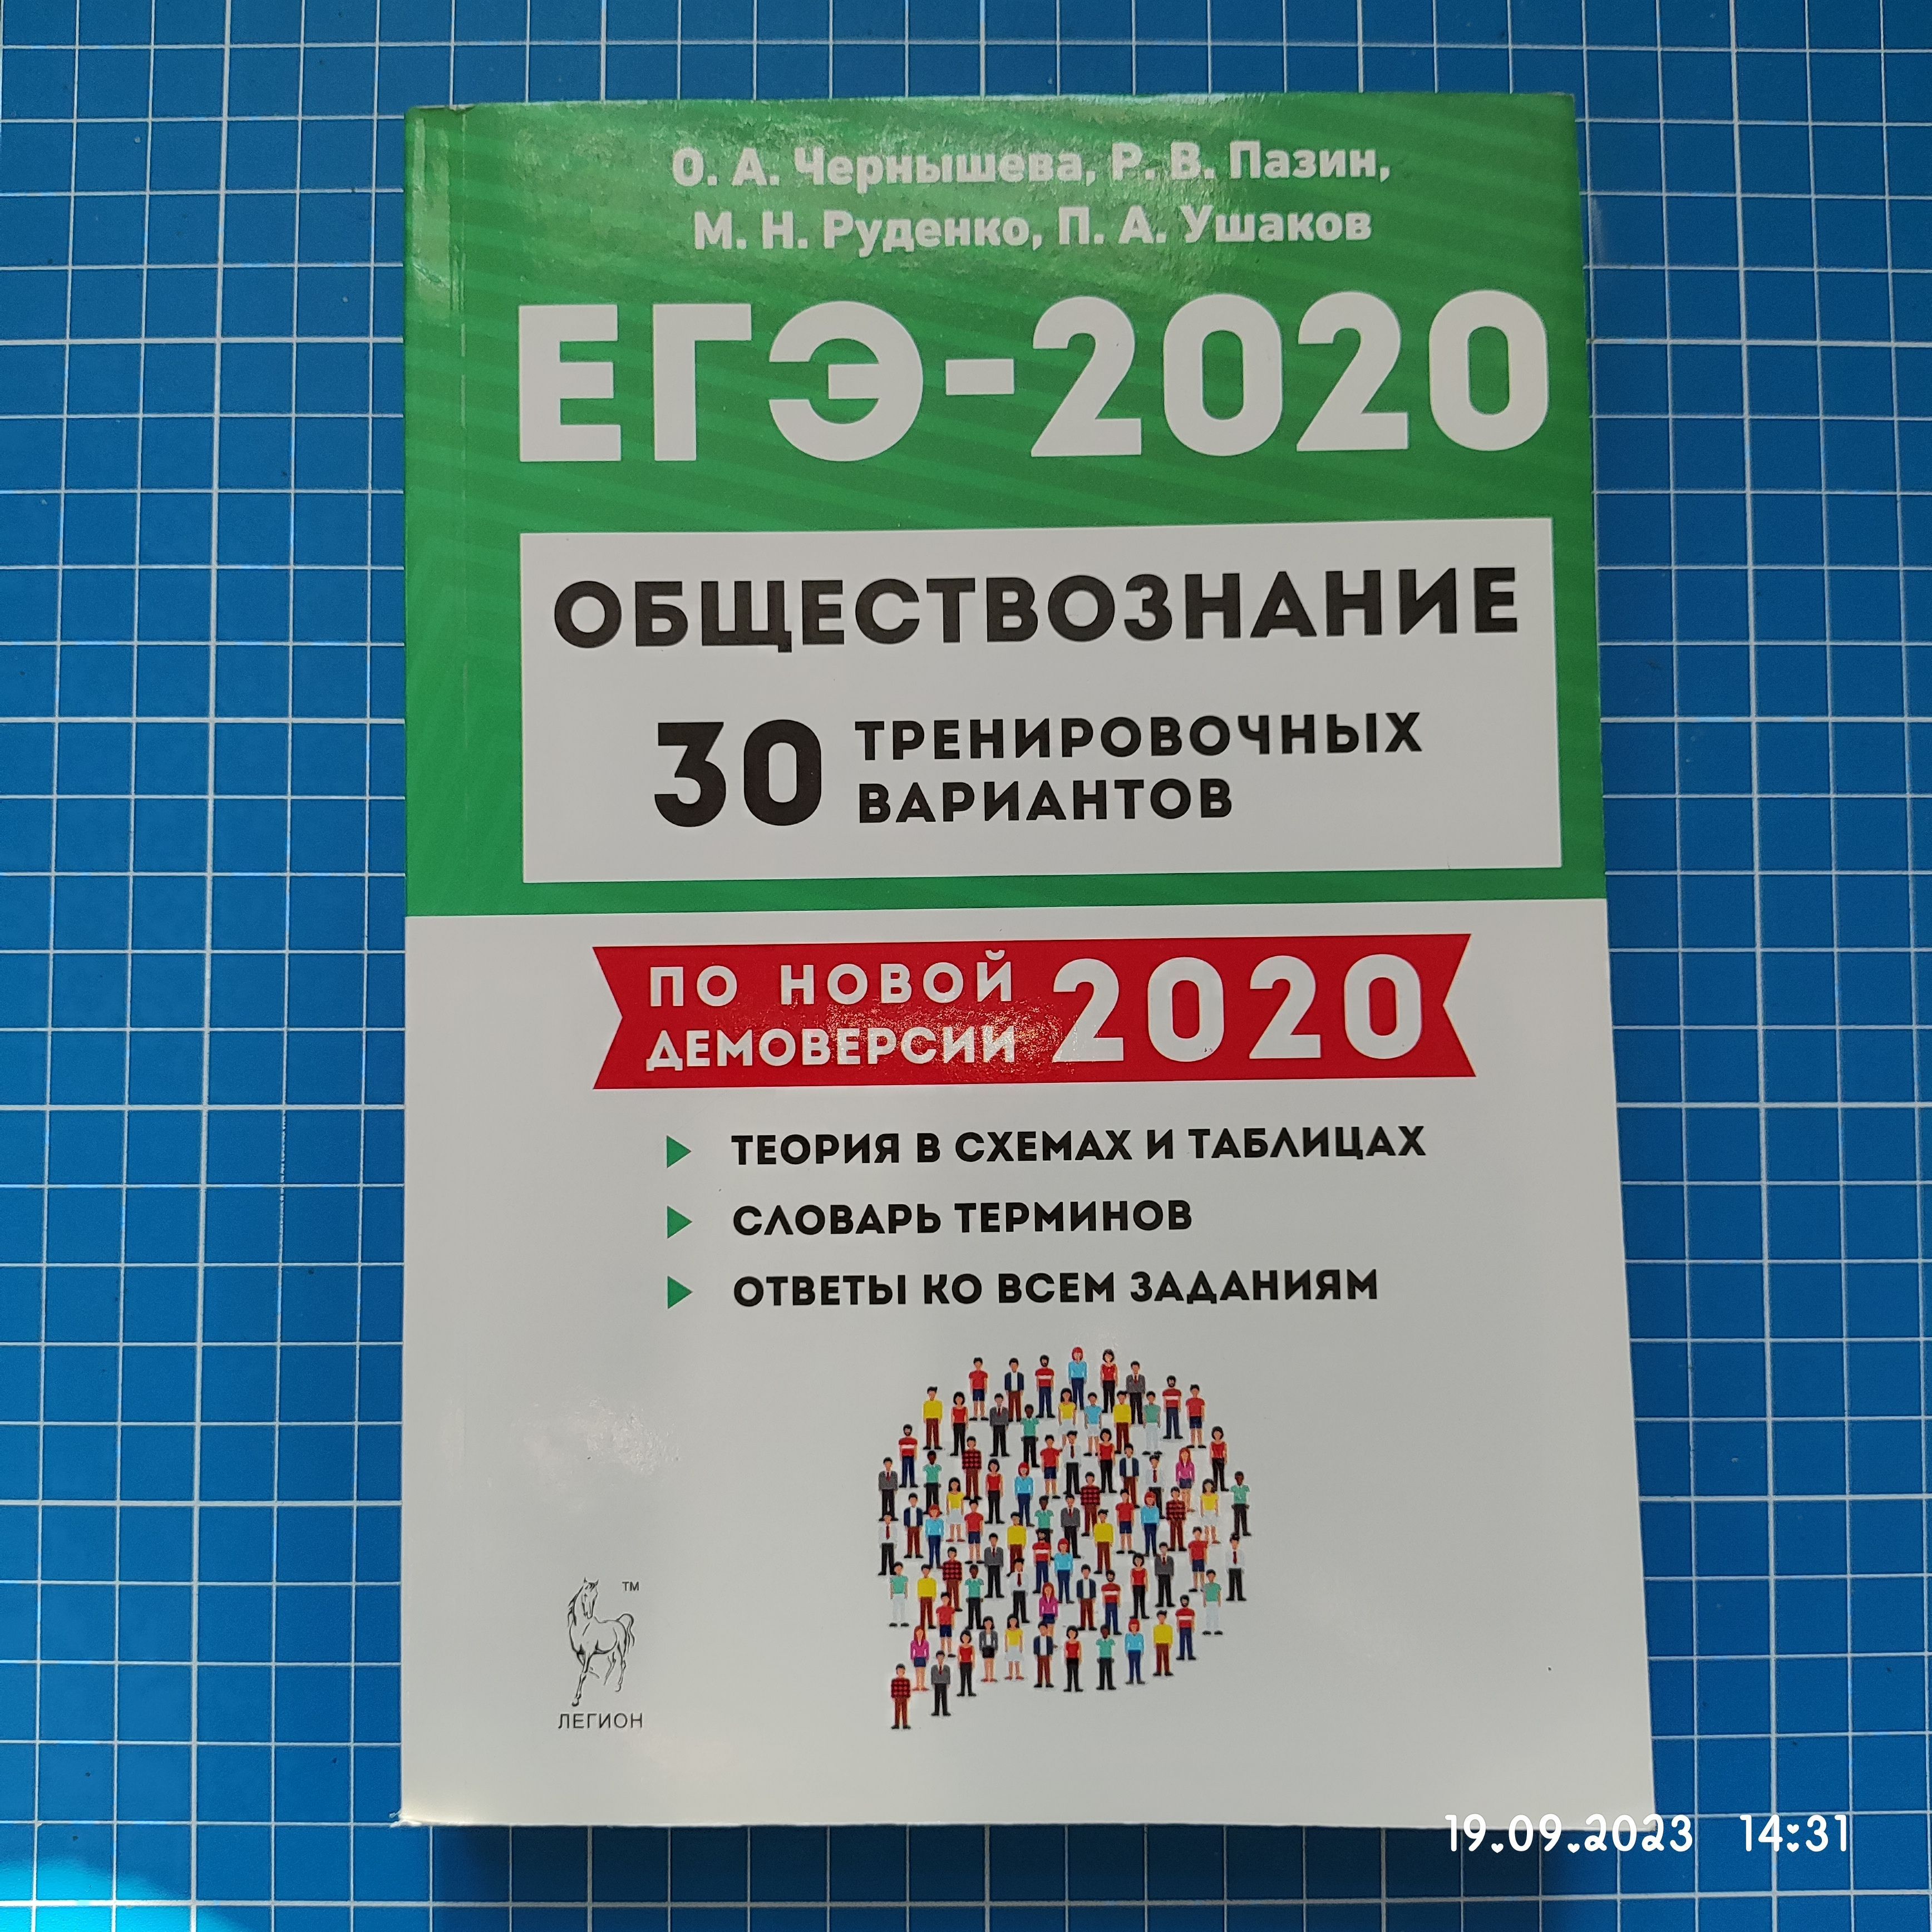 О. А. Чернышева, Р. В. Пазин,
М. Н. Руденко, П. А. Ушаков
ЕГЭ-2020
ОБЩЕСТВОЗНАНИЕ
30 ТРЕНИРОВОЧНЫХ
ВАРИАНТОВ
ПО НОВОЙ
ДЕМОВЕРСИИ 2020
ТЕОРИЯ В СХЕМАХ И ТАБЛИЦАХ
СЛОВАРЬ ТЕРМИНОВ
ОТВЕТЫ КО ВСЕМ ЗАДАНИЯМ
TM
ЛЕГИОН
19.09.2023 14:31